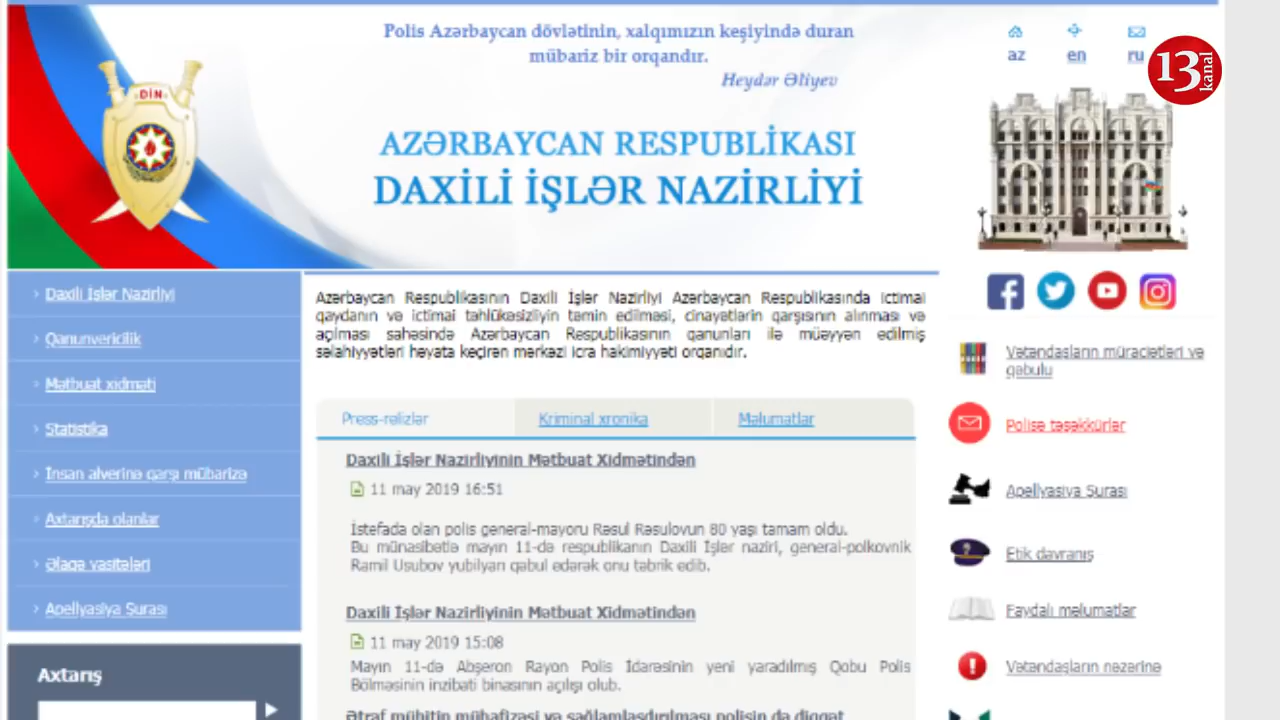 Polis Azərbaycan dövlətinin, xalqımızın keşiyində duran
mübariz bir orqandır.
Heydər Əliyev
az
en
ru
13
kanal
DİN
AZƏRBAYCAN RESPUBLİKASI
DAXİLİ İŞLƏR NAZİRLİYİ
Daxili İşlər Nazirliyi
Qanunvericilik
Mətbuat xidməti
Statistika
İnsan alverinə qarşı mübarizə
Axtarışda olanlar
Əlaqə vasitələri
Apellyasiya Şurası
Axtarış
Azərbaycan Respublikasının Daxili İşlər Nazirliyi Azərbaycan Respublikasında ictimai
qaydanın və ictimai təhlükəsizliyin təmin edilməsi, cinayətlərin qarşısının alınması və
açılması sahəsində Azərbaycan Respublikasının qanunları ilə müəyyən edilmiş
səlahiyyətləri həyata keçirən mərkəzi icra hakimiyyəti orqanıdır.
Press-relizlər
Kriminal xronika
Məlumatlar
Daxili İşlər Nazirliyinin Mətbuat Xidmətindən
11 may 2019 16:51
İstefada olan polis general-mayoru Rəsul Rəsulovun 80 yaşı tamam oldu.
Bu münasibətlə mayın 11-də respublikanın Daxili İşlər naziri, general-polkovnik
Ramil Usubov yubilyarı qəbul edərək onu təbrik edib.
Daxili İşlər Nazirliyinin Mətbuat Xidmətindən
11 may 2019 15:08
Mayın 11-də Abşeron Rayon Polis İdarəsinin yeni yaradılmış Qobu Polis
Bölməsinin inzibati binasının açılışı olub.
Ətraf mühitin mühafizəsi və sağlamlaşdırılması polisin də diqqət
Vətəndaşların müraciətləri və
qəbulu
Polisə təşəkkürlər
Apellyasiya Şurası
Etik davranış
Faydalı məlumatlar
Vətəndaşların nəzərinə